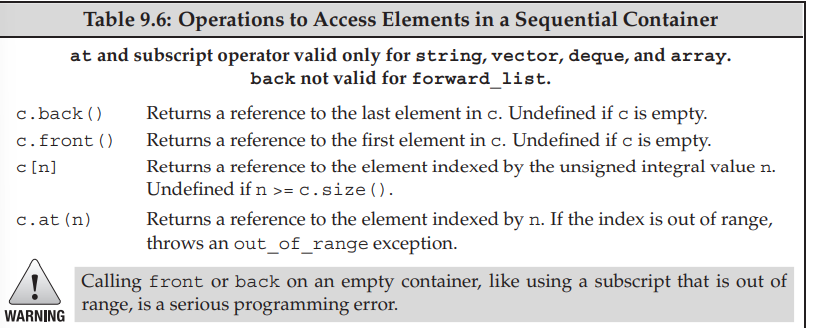 Table 9.6: Operations to Access Elements in a Sequential Container
at and subscript operator valid only for string, vector, deque, and array.
back not valid for forward_list.
c.back() Returns a reference to the last element in c. Undefined if c is empty.
c.front() Returns a reference to the first element in c. Undefined if c is empty.
c[n] Returns a reference to the element indexed by the unsigned integral value n.
Undefined if n >= c.size().
c.at(n) Returns a reference to the element indexed by n. If the index is out of range,
throws an out_of_range exception.
! Calling front or back on an empty container, like using a subscript that is out of
range, is a serious programming error.
WARNING